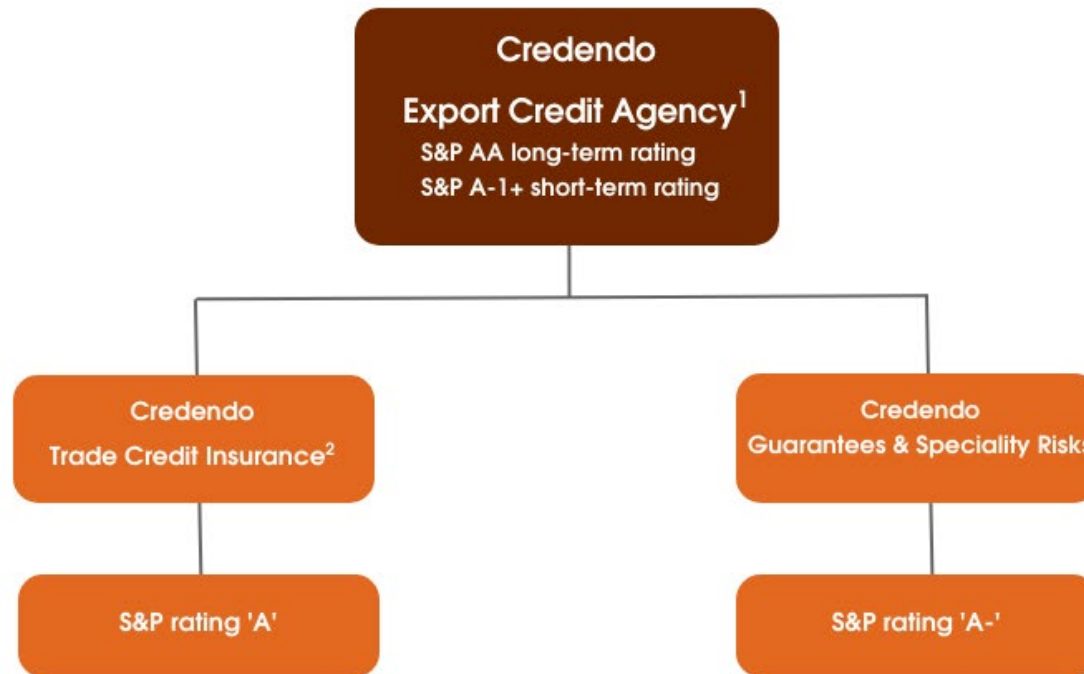 Credendo
Export Credit Agency¹
S&P AA long-term rating
S&P A-1+ short-term rating
Credendo
Trade Credit Insurance²
Credendo
Guarantees & Speciality Risks
S&P rating 'A'
S&P rating 'A-'